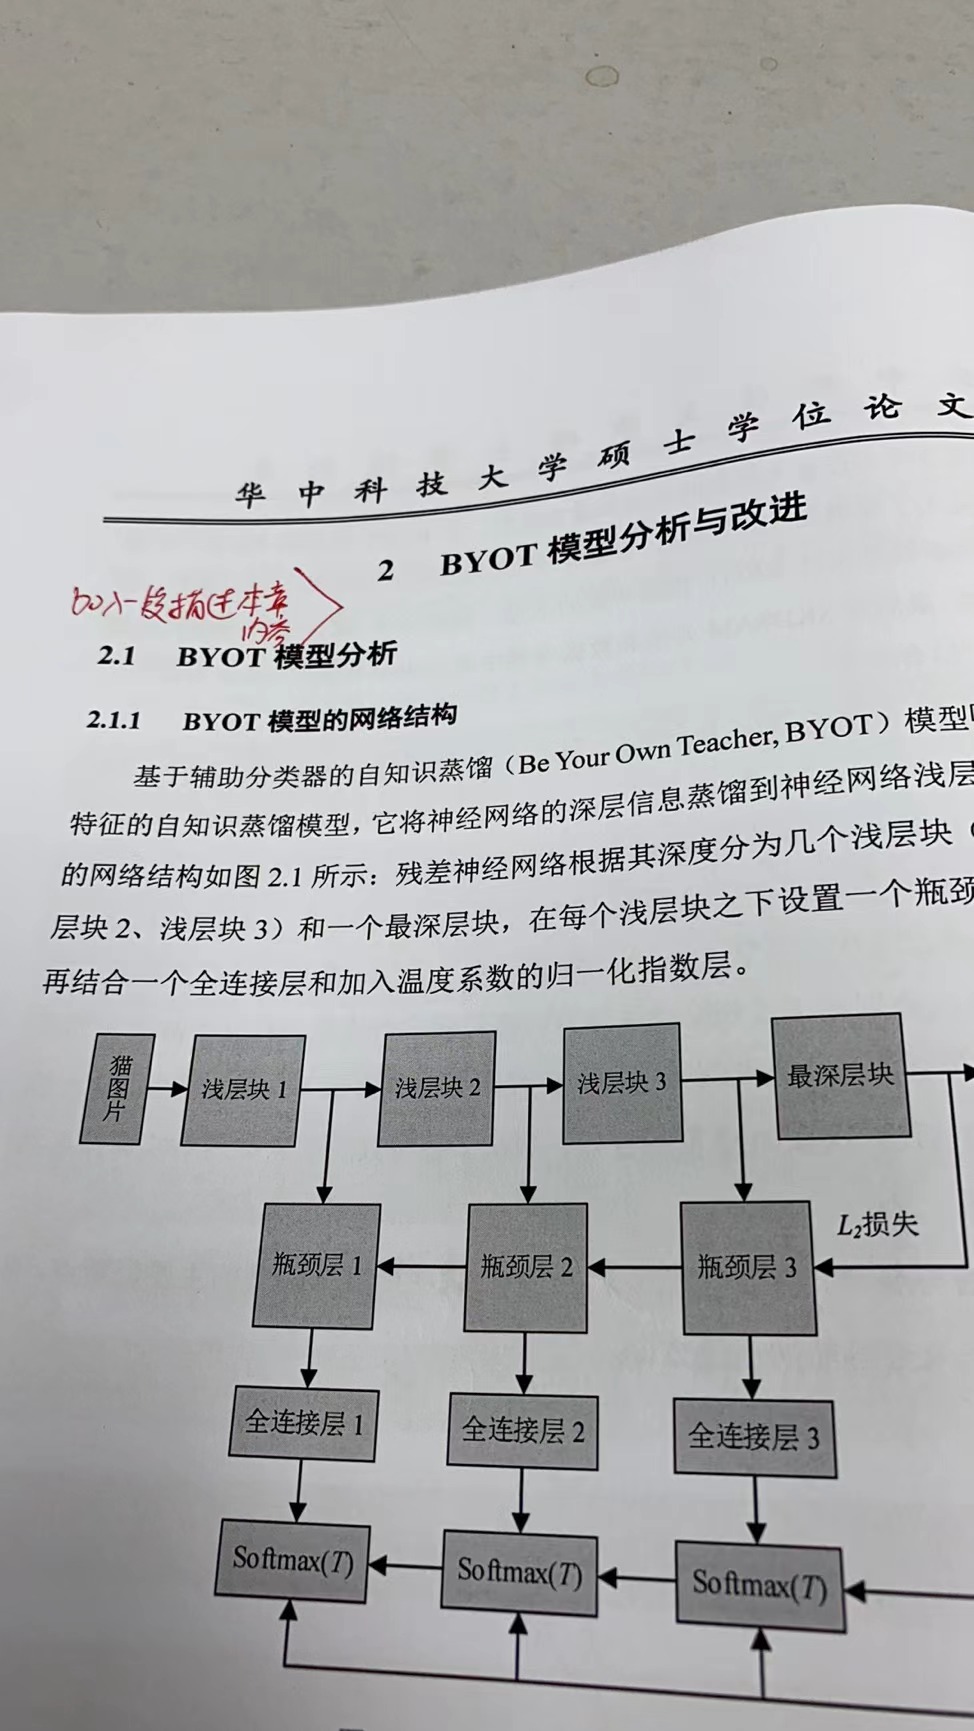 华中科技大学硕士学位论文
2 BYOT 模型分析与改进
加入一段描述本章
内容
2.1 BYOT 模型分析
2.1.1 BYOT 模型的网络结构
基于辅助分类器的自知识蒸馏（Be Your Own Teacher, BYOT）模型
特征的自知识蒸馏模型，它将神经网络的深层信息蒸馏到神经网络浅层
的网络结构如图 2.1 所示：残差神经网络根据其深度分为几个浅层块（
层块 2、浅层块 3）和一个最深层块，在每个浅层块之下设置一个瓶颈
再结合一个全连接层和加入温度系数的归一化指数层。
猫图片
浅层块 1
浅层块 2
浅层块 3
最深层块
L2损失
瓶颈层 1
瓶颈层 2
瓶颈层 3
全连接层 1
全连接层 2
全连接层 3
Softmax(T)
Softmax(T)
Softmax(T)